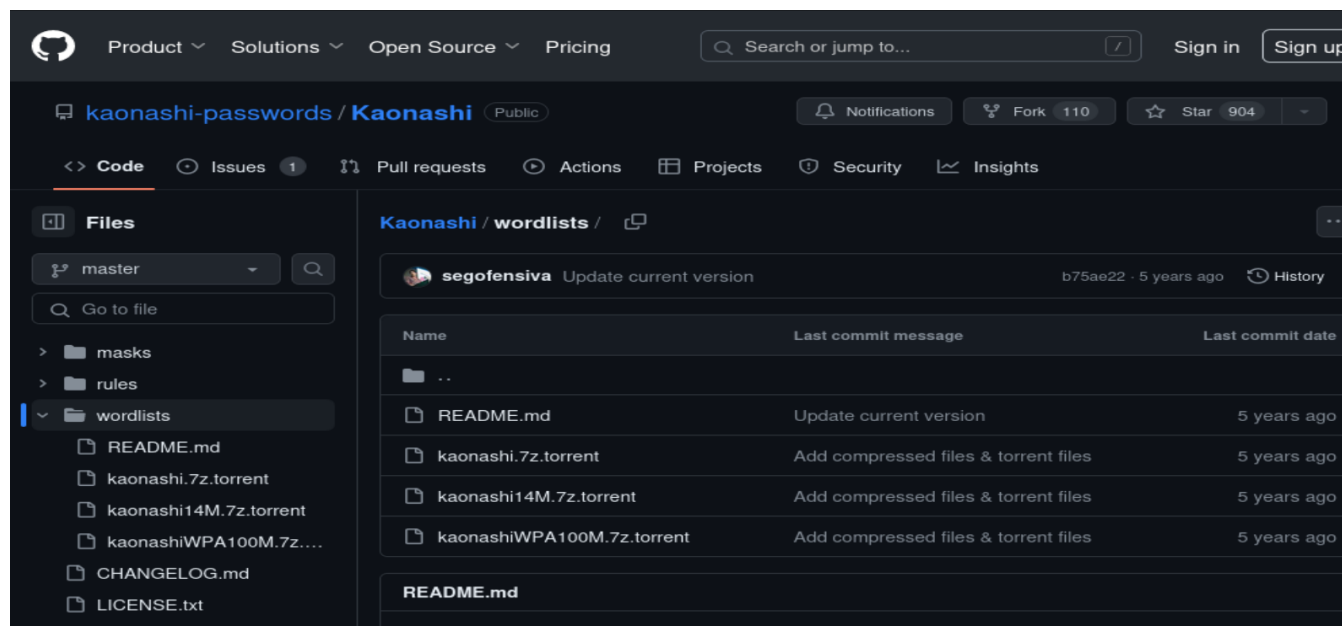 Product Solutions Open Source Pricing Search or jump to... / Sign in Sign up
kaonashi-passwords / Kaonashi Public Notifications Fork 110 Star 904
Code Issues 1 Pull requests Actions Projects Security Insights
Files
master
Go to file
masks
rules
wordlists
README.md
kaonashi.7z.torrent
kaonashi14M.7z.torrent
kaonashiWPA100M.7z....
CHANGELOG.md
LICENSE.txt
Kaonashi / wordlists /
segofensiva Update current version b75ae22 · 5 years ago History
Name Last commit message Last commit date
..
README.md Update current version 5 years ago
kaonashi.7z.torrent Add compressed files & torrent files 5 years ago
kaonashi14M.7z.torrent Add compressed files & torrent files 5 years ago
kaonashiWPA100M.7z.torrent Add compressed files & torrent files 5 years ago
README.md